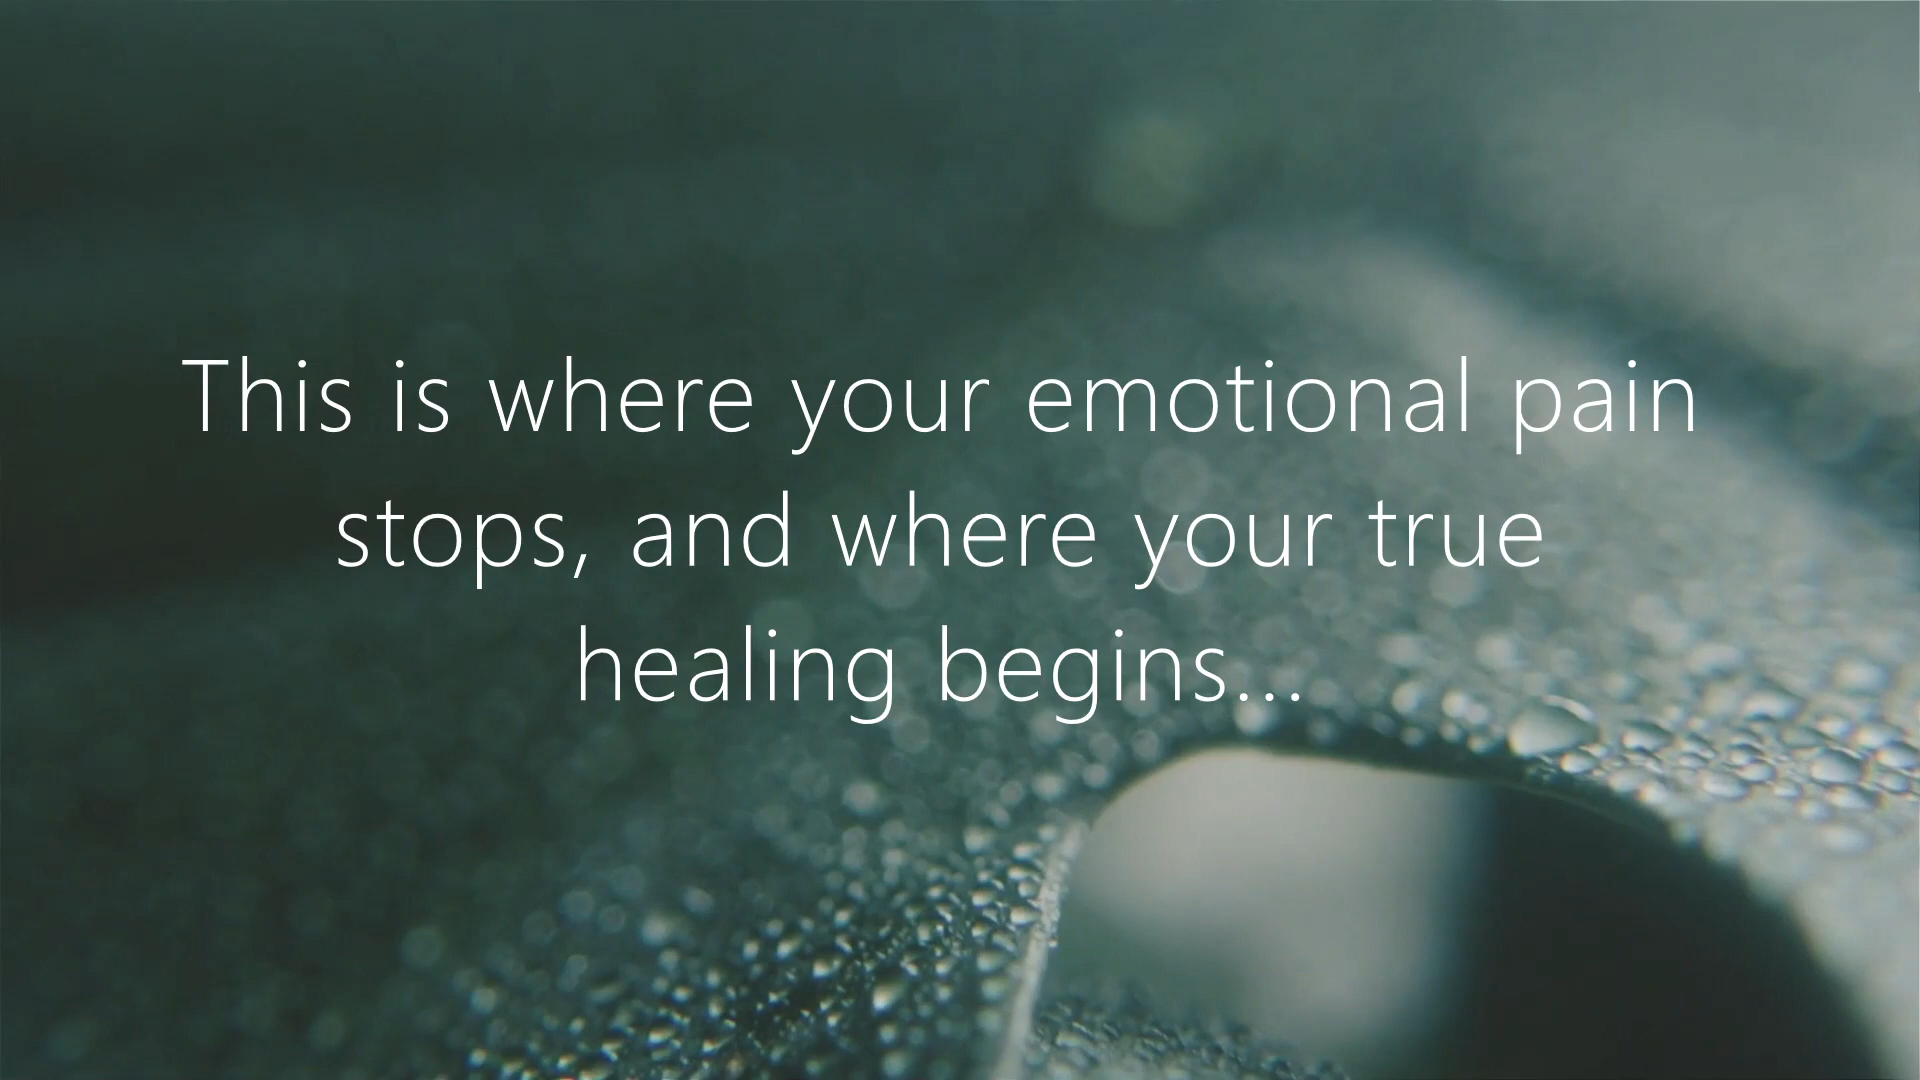 This is where your emotional pain
stops, and where your true
healing begins...